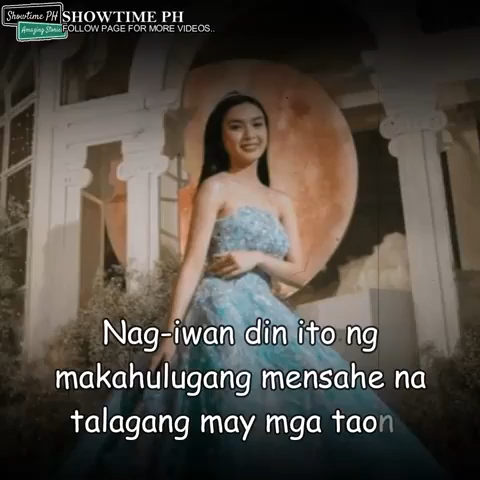 Showtime PH
Amazing Stories
SHOWTIME PH
FOLLOW PAGE FOR MORE VIDEOS..
Nag-iwan din ito ng
makahulugang mensahe na
talagang may mga taon